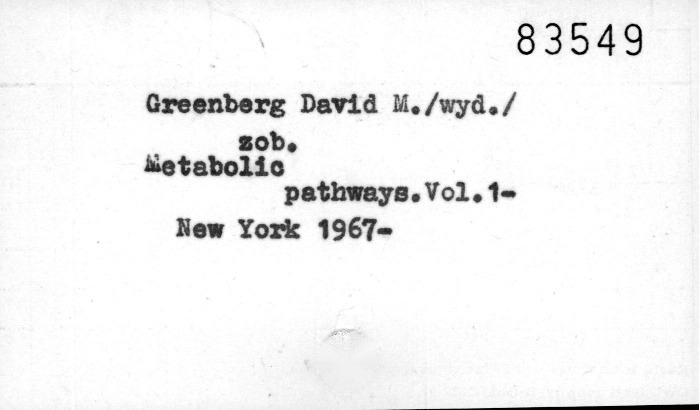 83549
Greenberg David M./wyd./
zob.
Metabolic
pathways.Vol.1-
New York 1967-